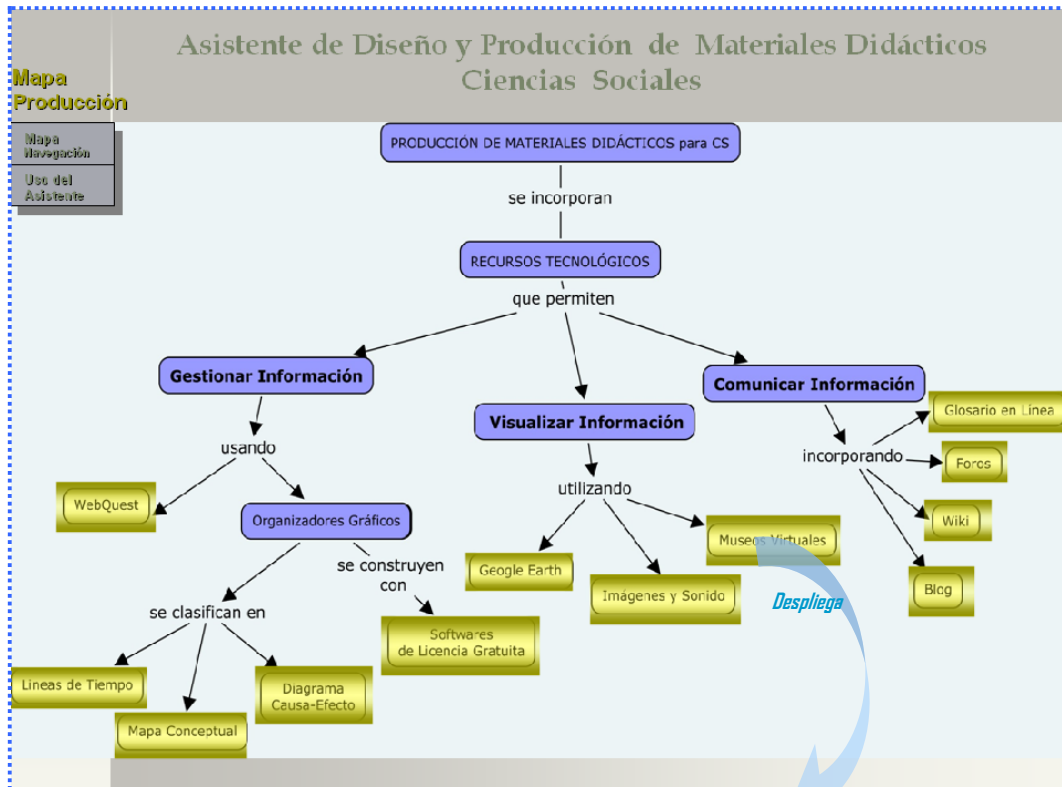 Asistente de Diseño y Producción de Materiales Didácticos
Ciencias Sociales
Mapa
Producción
Mapa
Navegación
Uso del
Asistente
PRODUCCIÓN DE MATERIALES DIDÁCTICOS para CS
se incorporan
RECURSOS TECNOLÓGICOS
que permiten
Gestionar Información
Visualizar Información
Comunicar Información
usando
WebQuest
Organizadores Gráficos
se clasifican en
se construyen
con
Lineas de Tiempo
Mapa Conceptual
Diagrama
Causa-Efecto
Softwares
de Licencia Gratuita
utilizando
Geogle Earth
Imágenes y Sonido
Museos Virtuales
Despliega
incorporando
Glosario en Linea
Foros
Wiki
Blog